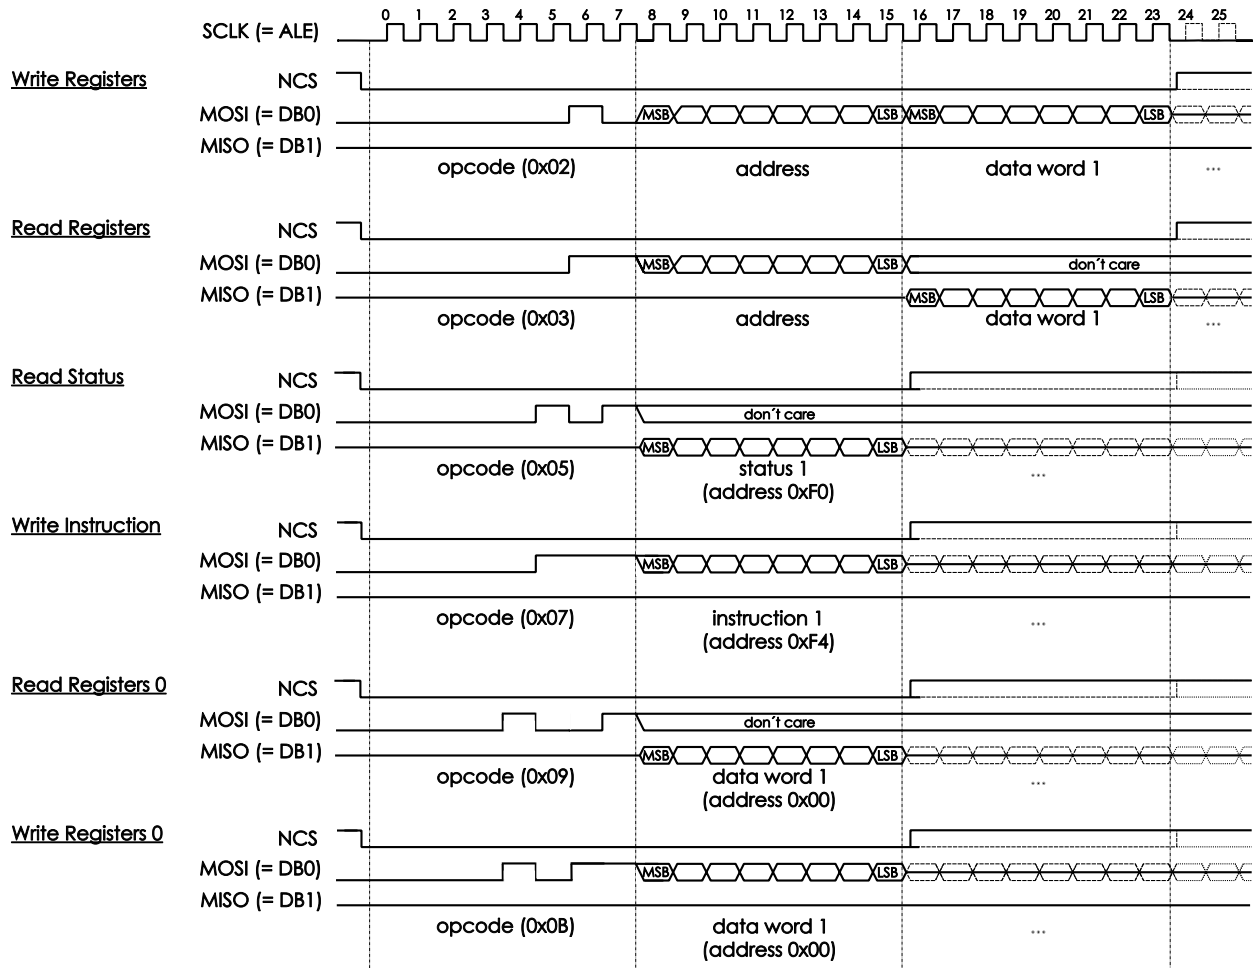 0 1 2 3 4 5 6 7 8 9 10 11 12 13 14 15 16 17 18 19 20 21 22 23 24 25
SCLK (= ALE)
Write Registers NCS
MOSI (= DB0) MSB LSB MSB LSB
MISO (= DB1)
opcode (0x02) address data word 1 ...
Read Registers NCS
MOSI (= DB0) MSB LSB don´t care
MISO (= DB1) MSB LSB
opcode (0x03) address data word 1 ...
Read Status NCS
MOSI (= DB0) don´t care
MISO (= DB1) MSB LSB
opcode (0x05) status 1 ...
(address 0xF0)
Write Instruction NCS
MOSI (= DB0) MSB LSB
MISO (= DB1)
opcode (0x07) instruction 1 ...
(address 0xF4)
Read Registers 0 NCS
MOSI (= DB0) don´t care
MISO (= DB1) MSB LSB
opcode (0x09) data word 1 ...
(address 0x00)
Write Registers 0 NCS
MOSI (= DB0) MSB LSB
MISO (= DB1)
opcode (0x0B) data word 1 ...
(address 0x00)